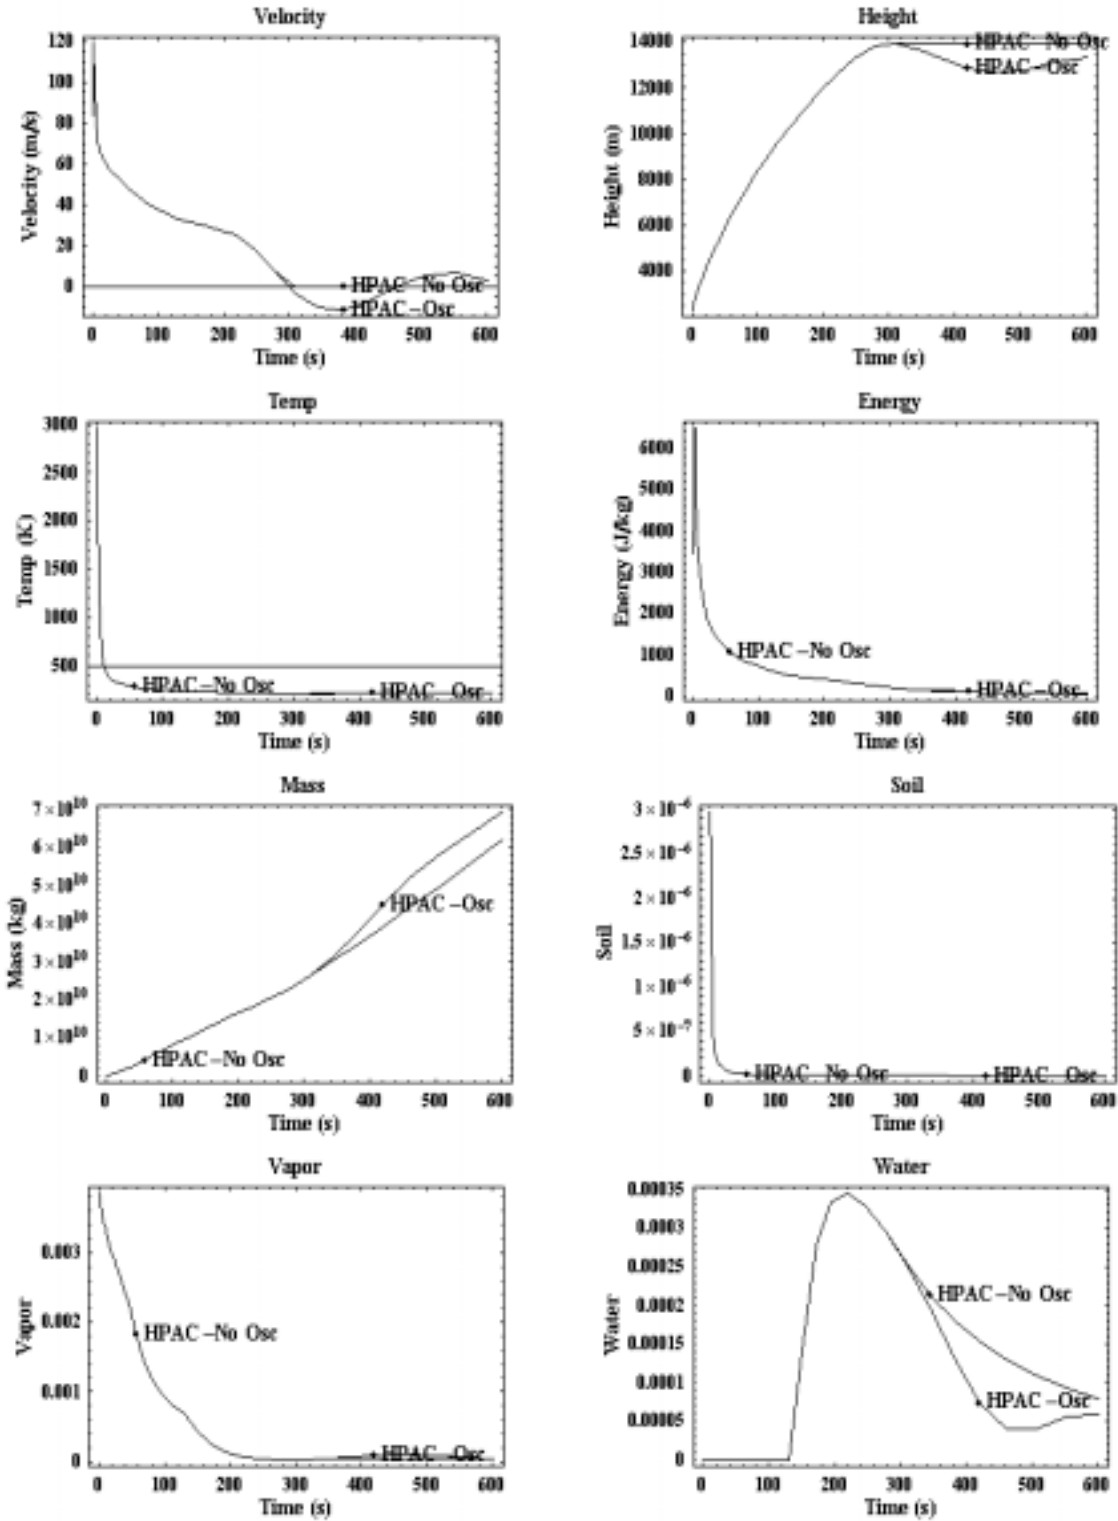 Velocity
120
100
80
60
40
20
0
Velocity (m/s)
HPAC-No Osc
HPAC-Osc
0 100 200 300 400 500 600
Time (s)
Height
14000
12000
10000
8000
6000
4000
Height (m)
HPAC-No Osc
HPAC-Osc
0 100 200 300 400 500 600
Time (s)
Temp
3000
2500
2000
1500
1000
500
Temp (K)
HPAC-No Osc
HPAC-Osc
0 100 200 300 400 500 600
Time (s)
Energy
6000
5000
4000
3000
2000
1000
0
Energy (J/kg)
HPAC-No Osc
HPAC-Osc
0 100 200 300 400 500 600
Time (s)
Mass
7×10^10
6×10^10
5×10^10
4×10^10
3×10^10
2×10^10
1×10^10
0
Mass (kg)
HPAC-Osc
HPAC-No Osc
0 100 200 300 400 500 600
Time (s)
Soil
3×10^-6
2.5×10^-6
2×10^-6
1.5×10^-6
1×10^-6
5×10^-7
0
Soil
HPAC-No Osc
HPAC-Osc
0 100 200 300 400 500 600
Time (s)
Vapor
0.003
0.002
0.001
0
Vapor
HPAC-No Osc
HPAC-Osc
0 100 200 300 400 500 600
Time (s)
Water
0.00035
0.0003
0.00025
0.0002
0.00015
0.0001
0.00005
0
Water
HPAC-No Osc
HPAC-Osc
0 100 200 300 400 500 600
Time (s)